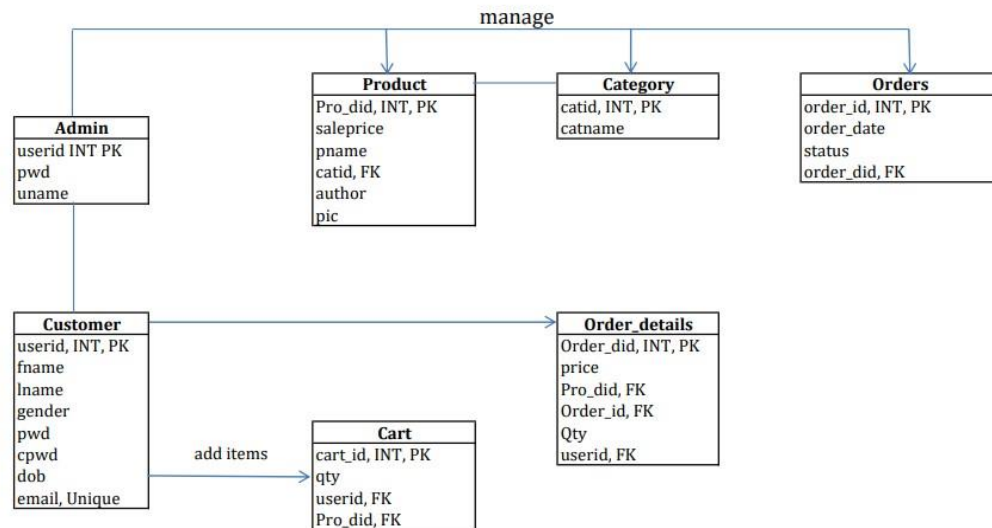 manage
Product
Pro_did, INT, PK
saleprice
pname
catid, FK
author
pic
Category
catid, INT, PK
catname
Orders
order_id, INT, PK
order_date
status
order_did, FK
Admin
userid INT PK
pwd
uname
Customer
userid, INT, PK
fname
lname
gender
pwd
cpwd
dob
email, Unique
add items
Cart
cart_id, INT, PK
qty
userid, FK
Pro_did, FK
Order_details
Order_did, INT, PK
price
Pro_did, FK
Order_id, FK
Qty
userid, FK